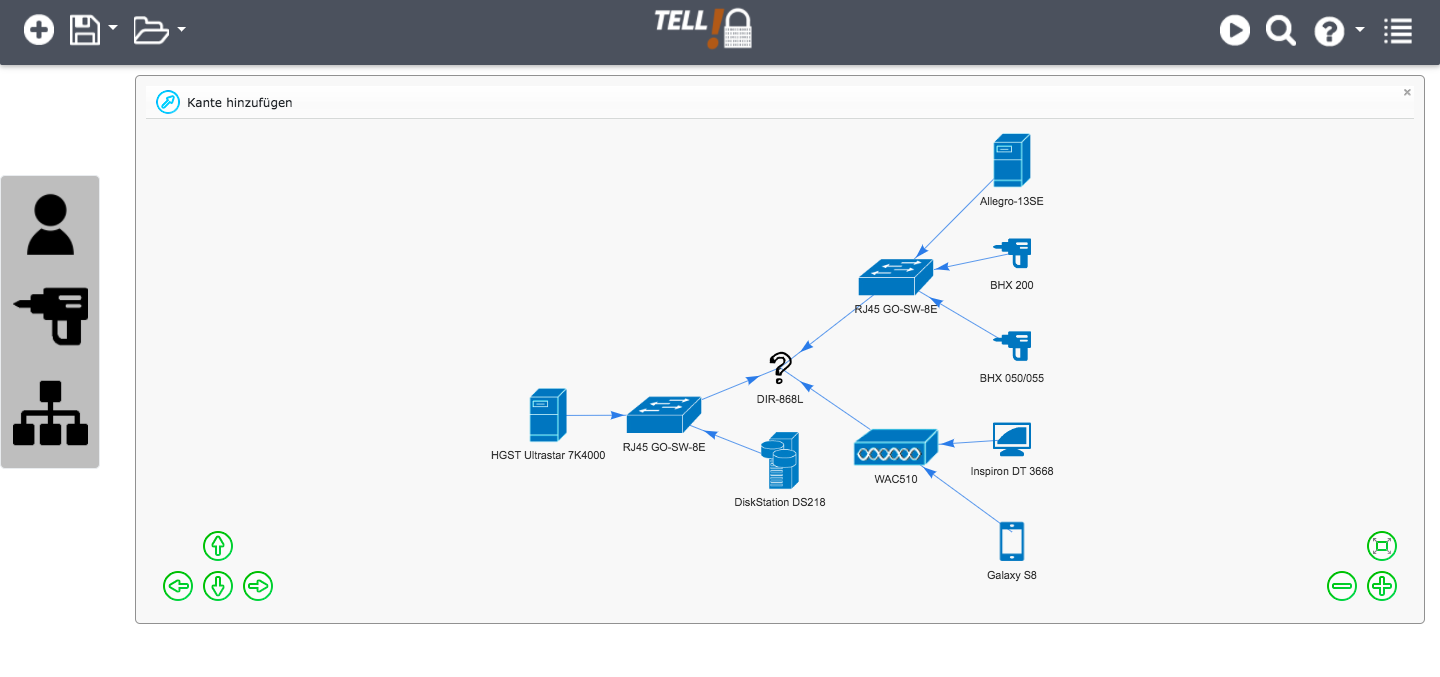 TELL!
Kante hinzufügen
×
Allegro-13SE
BHX 200
RJ45 GO-SW-8E
BHX 050/055
DIR-868L
RJ45 GO-SW-8E
HGST Ultrastar 7K4000
Inspiron DT 3668
WAC510
DiskStation DS218
Galaxy S8